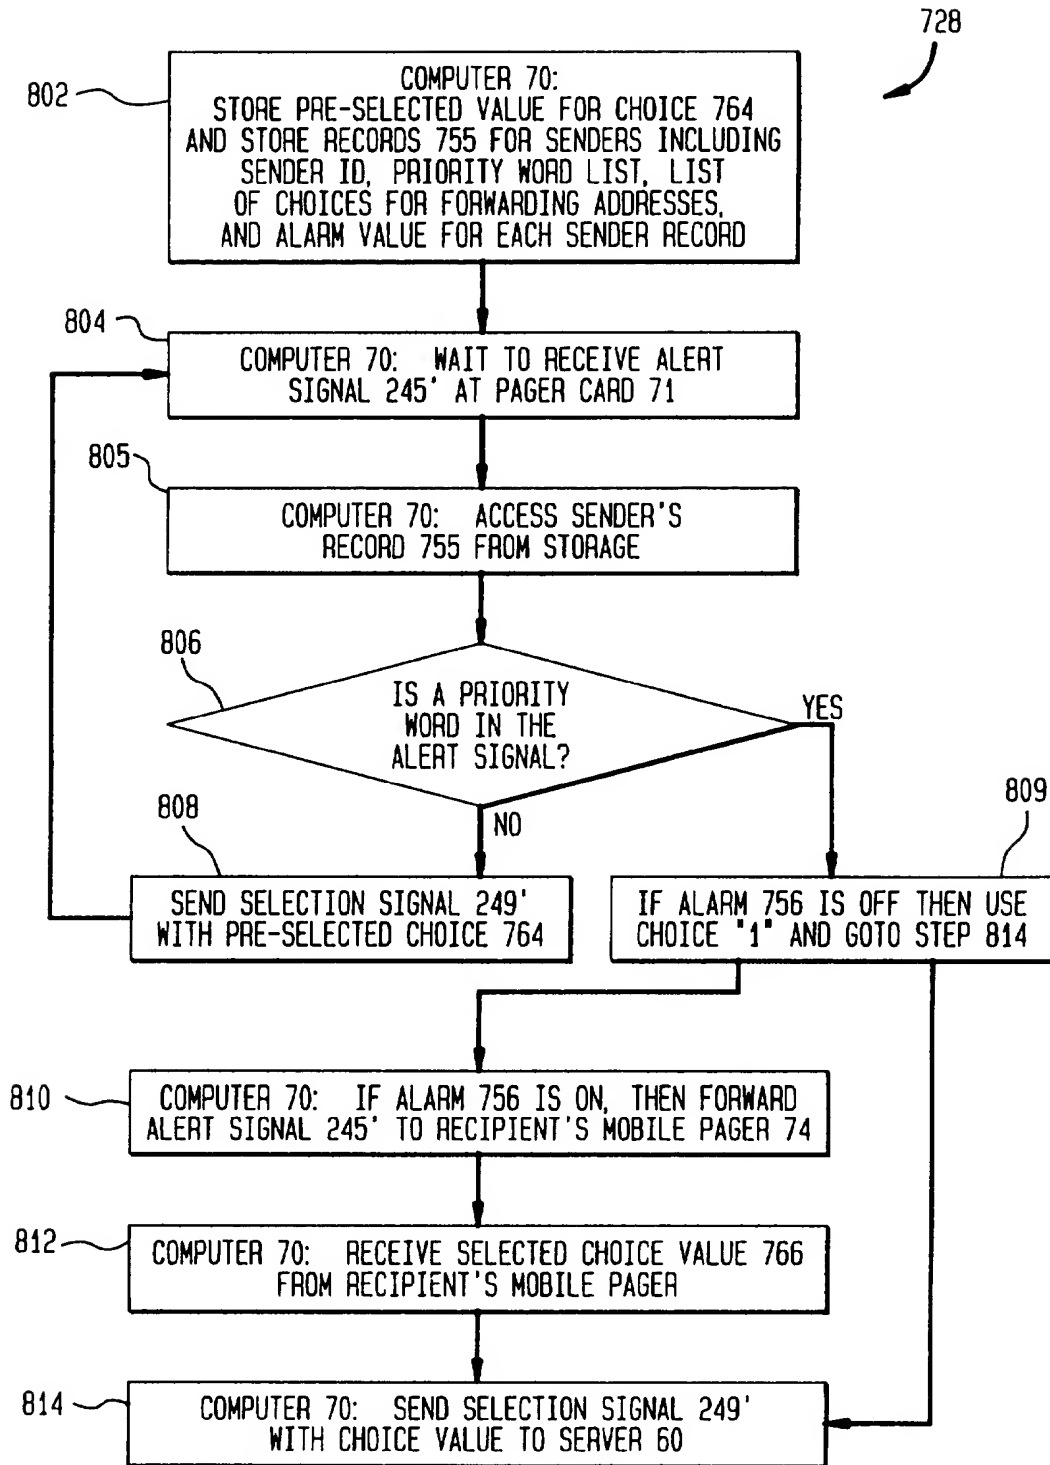 728
802
COMPUTER 70:
STORE PRE-SELECTED VALUE FOR CHOICE 764
AND STORE RECORDS 755 FOR SENDERS INCLUDING
SENDER ID, PRIORITY WORD LIST, LIST
OF CHOICES FOR FORWARDING ADDRESSES,
AND ALARM VALUE FOR EACH SENDER RECORD
804
COMPUTER 70: WAIT TO RECEIVE ALERT
SIGNAL 245' AT PAGER CARD 71
805
COMPUTER 70: ACCESS SENDER'S
RECORD 755 FROM STORAGE
806
IS A PRIORITY
WORD IN THE
ALERT SIGNAL?
YES
NO
808
SEND SELECTION SIGNAL 249'
WITH PRE-SELECTED CHOICE 764
809
IF ALARM 756 IS OFF THEN USE
CHOICE "1" AND GOTO STEP 814
810
COMPUTER 70: IF ALARM 756 IS ON, THEN FORWARD
ALERT SIGNAL 245' TO RECIPIENT'S MOBILE PAGER 74
812
COMPUTER 70: RECEIVE SELECTED CHOICE VALUE 766
FROM RECIPIENT'S MOBILE PAGER
814
COMPUTER 70: SEND SELECTION SIGNAL 249'
WITH CHOICE VALUE TO SERVER 60